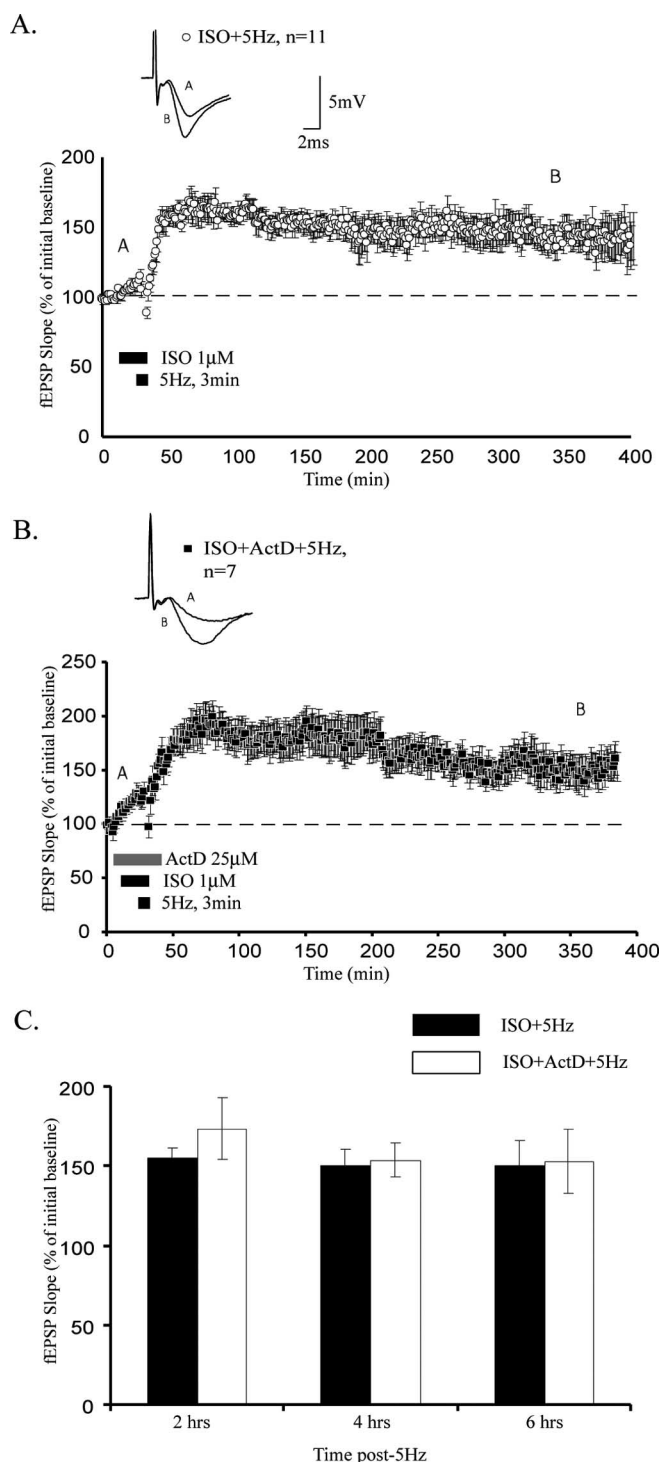 A.
ISO+5Hz, n=11
A
B
5mV
2ms
200
150
100
50
0
fEPSP Slope (% of initial baseline)
A
B
ISO 1µM
5Hz, 3min
0 50 100 150 200 250 300 350 400
Time (min)
B.
ISO+ActD+5Hz,
n=7
A
B
250
200
150
100
50
0
fEPSP Slope (% of initial baseline)
A
B
ActD 25µM
ISO 1µM
5Hz, 3min
0 50 100 150 200 250 300 350 400
Time (min)
C.
ISO+5Hz
ISO+ActD+5Hz
200
150
100
50
0
fEPSP Slope (% of initial baseline)
2 hrs 4 hrs 6 hrs
Time post-5Hz